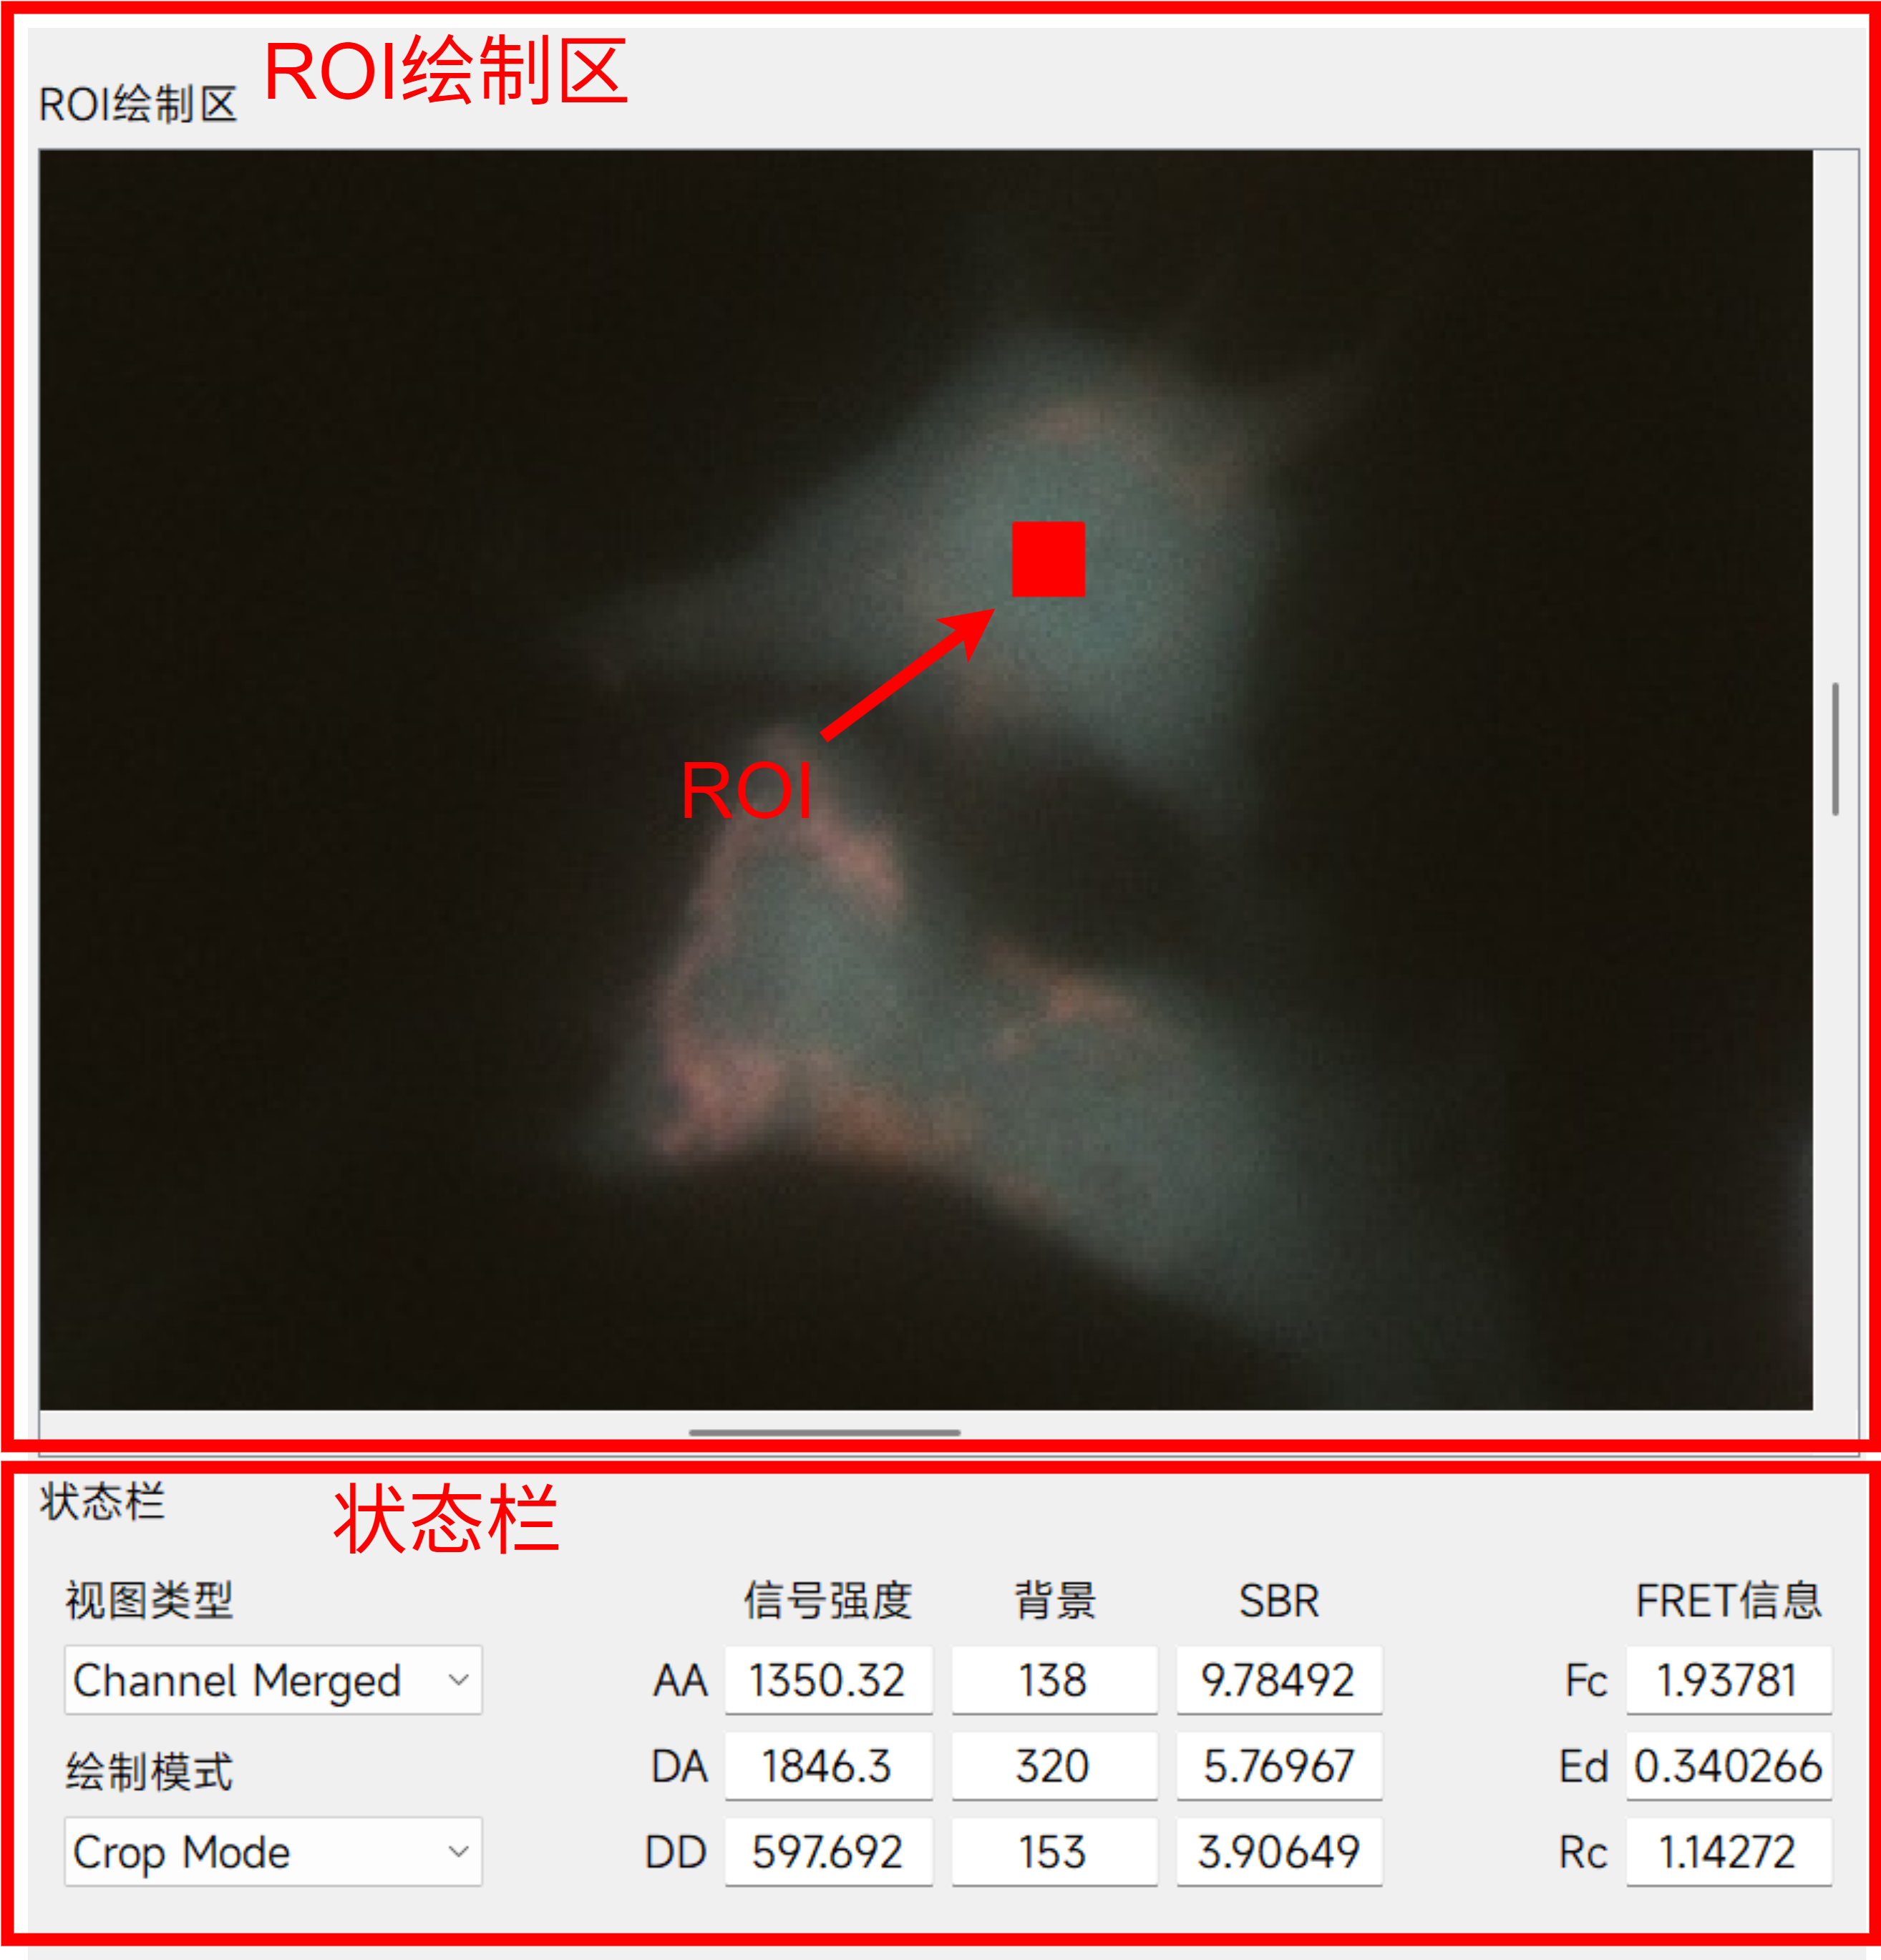 ROI绘制区
ROI绘制区
ROI
状态栏
状态栏
视图类型 信号强度 背景 SBR FRET信息
Channel Merged AA 1350.32 138 9.78492 Fc 1.93781
绘制模式 DA 1846.3 320 5.76967 Ed 0.340266
Crop Mode DD 597.692 153 3.90649 Rc 1.14272